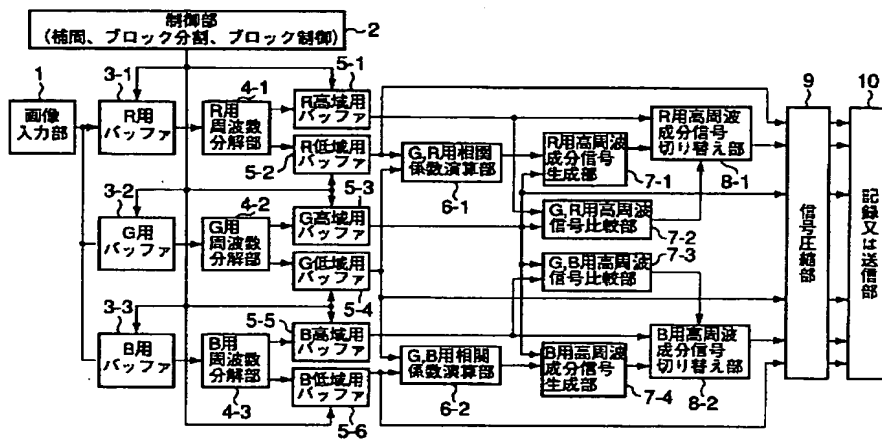 制御部
(補間、ブロック分割、ブロック制御)
2
1
画像
入力部
3-1
R用
バッファ
4-1
R用
周波数
分解部
5-1
R高域用
バッファ
R低域用
バッファ
5-2
G,R用相関
係数演算部
6-1
R用高周波
成分信号
生成部
7-1
R用高周波
成分信号
切り替え部
8-1
G,R用高周波
信号比較部
7-2
3-2
G用
バッファ
4-2
G用
周波数
分解部
5-3
G高域用
バッファ
G低域用
バッファ
5-4
7-3
G,B用高周波
信号比較部
3-3
B用
バッファ
B用
周波数
分解部
4-3
5-5
B高域用
バッファ
B低域用
バッファ
5-6
G,B用相関
係数演算部
6-2
B用高周波
成分信号
生成部
7-4
B用高周波
成分信号
切り替え部
8-2
9
信号圧縮部
10
記録又は送信部